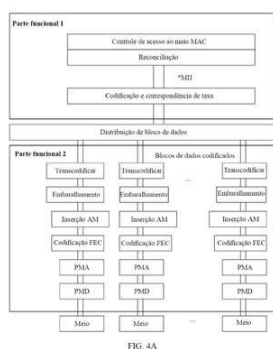 Parte funcional 1
Controle de acesso ao meio MAC
Reconciliação
*MII
Codificação e correspondência de taxa
Distribuição de bloco de dados
Parte funcional 2
Blocos de dados codificados
Transcodificar Transcodificar ... Transcodificar
Embaralhamento Embaralhamento Embaralhamento
Inserção AM Inserção AM Inserção AM
Codificação FEC Codificação FEC Codificação FEC
PMA PMA PMA
PMD PMD PMD
Meio Meio ... Meio
FIG. 4A